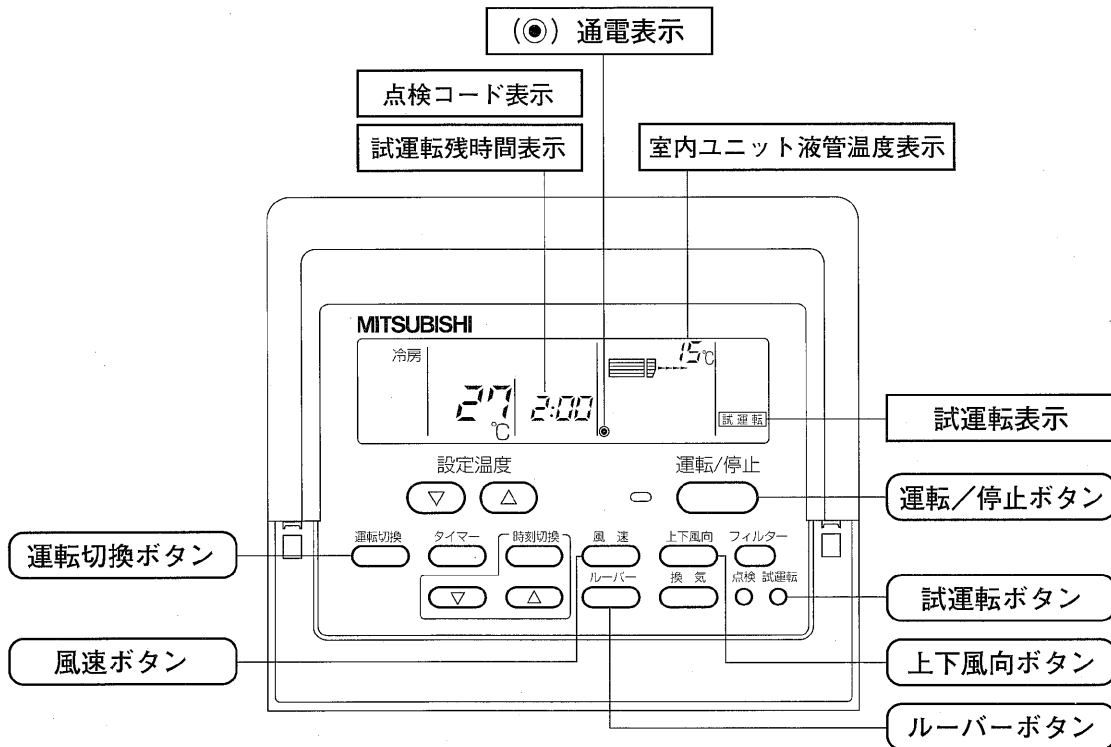 (◉) 通電表示
点検コード表示
試運転残時間表示
室内ユニット液管温度表示
MITSUBISHI
冷房
27℃
2:00
15℃
試運転
試運転表示
設定温度
運転/停止
▽ △
運転／停止ボタン
運転切換ボタン
運転切換 タイマー 時刻切換 風 速 上下風向 フィルター
ルーバー 換 気 点検 試運転
▽ △
試運転ボタン
風速ボタン
上下風向ボタン
ルーバーボタン